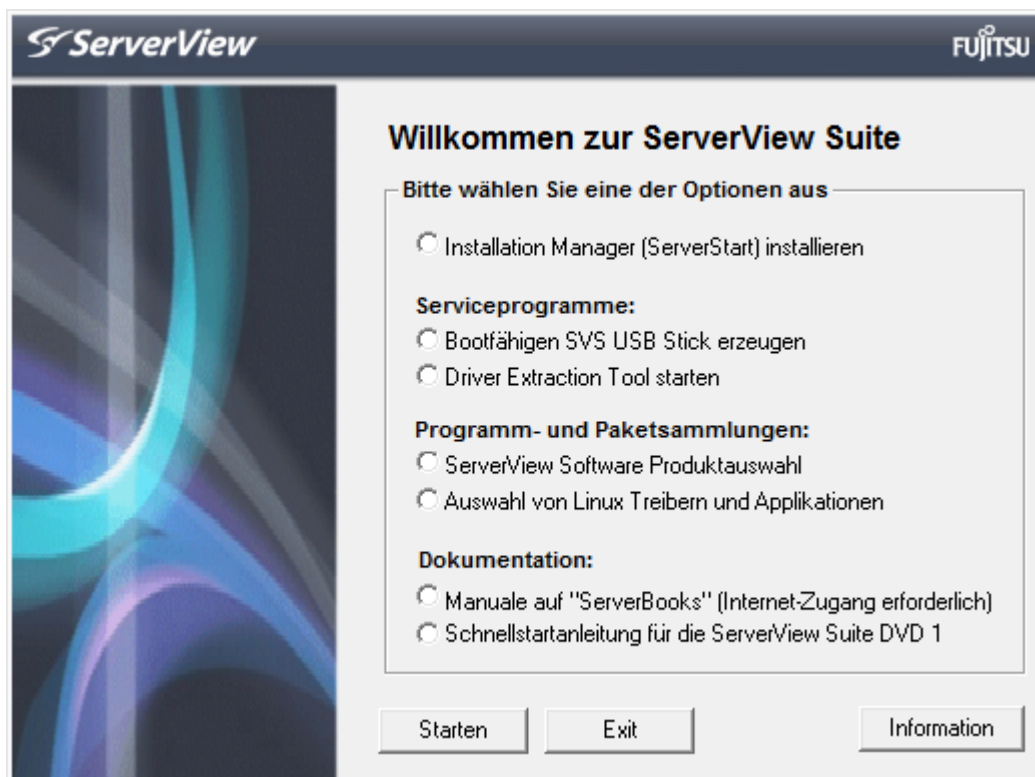 ServerView
FUJITSU
Willkommen zur ServerView Suite
Bitte wählen Sie eine der Optionen aus
Installation Manager (ServerStart) installieren
Serviceprogramme:
Bootfähigen SVS USB Stick erzeugen
Driver Extraction Tool starten
Programm- und Paketsammlungen:
ServerView Software Produktauswahl
Auswahl von Linux Treibern und Applikationen
Dokumentation:
Manuale auf "ServerBooks" (Internet-Zugang erforderlich)
Schnellstartanleitung für die ServerView Suite DVD 1
Starten
Exit
Information